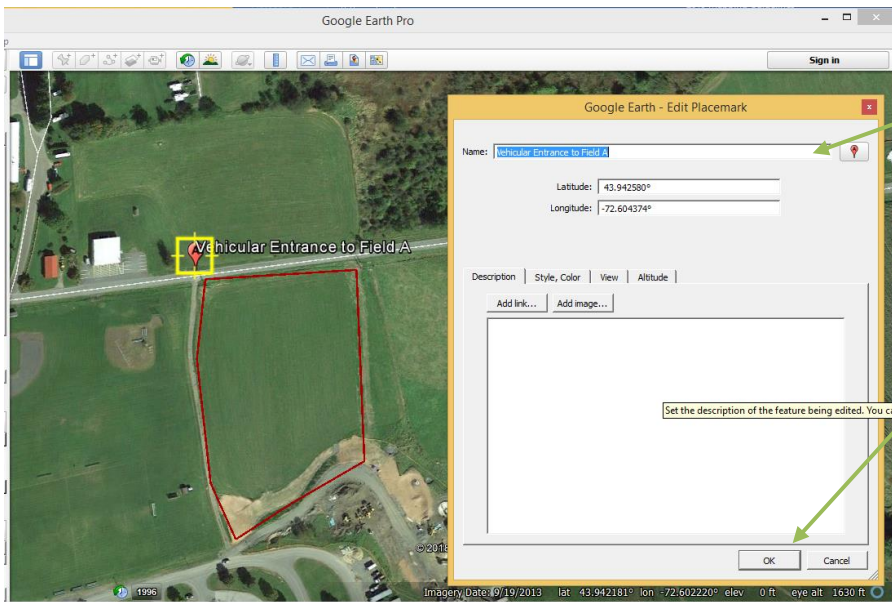 Google Earth Pro
Sign in
Google Earth - Edit Placemark
Name: Vehicular Entrance to Field A
Latitude: 43.942580°
Longitude: -72.604374°
Vehicular Entrance to Field A
Description Style, Color View Altitude
Add link... Add image...
Set the description of the feature being edited. You ca
© 2018
OK Cancel
1996
Imagery Date: 9/19/2013 lat 43.942181° lon -72.602220° elev 0 ft eye alt 1630 ft